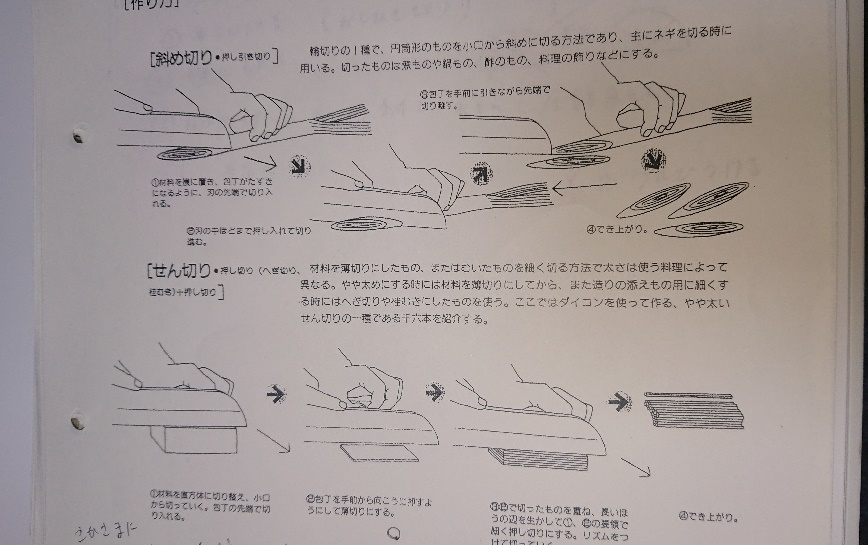 [作り方]
[斜め切り●押し引き切り]
輪切りの1種で、円筒形のものを小口から斜めに切る方法であり、主にネギを切る時に
用いる。切ったものは煮ものや鍋もの、酢のもの、料理の飾りなどにする。
①材料を横に置き、包丁がたすき
になるように、刃の先端で切り入
れる。
②刃の中ほどまで押し入れて切り
進む。
③包丁を手前に引きながら先端で
切り離す。
④でき上がり。
[せん切り●押し切り(へぎ切り、
桂むき)+押し切り]
材料を薄切りにしたもの、またはむいたものを細く切る方法で太さは使う料理によって
異なる。やや太めにする時には材料を薄切りにしてから、また造りの添えもの用に細くす
る時にはへぎ切りや桂むきにしたものを使う。ここではダイコンを使って作る、やや太い
せん切りの一種である千六本を紹介する。
①材料を直方体に切り整え、小口
から切っていく。包丁の先端で切
り入れる。
②包丁を手前から向こうに押すよ
うにして薄切りにする。
③②で切ったものを重ね、長いほ
うの辺を生かして①、②の要領で
細く押し切りにする。リズムをつ
けて切っていく
④でき上がり。
さかさまに